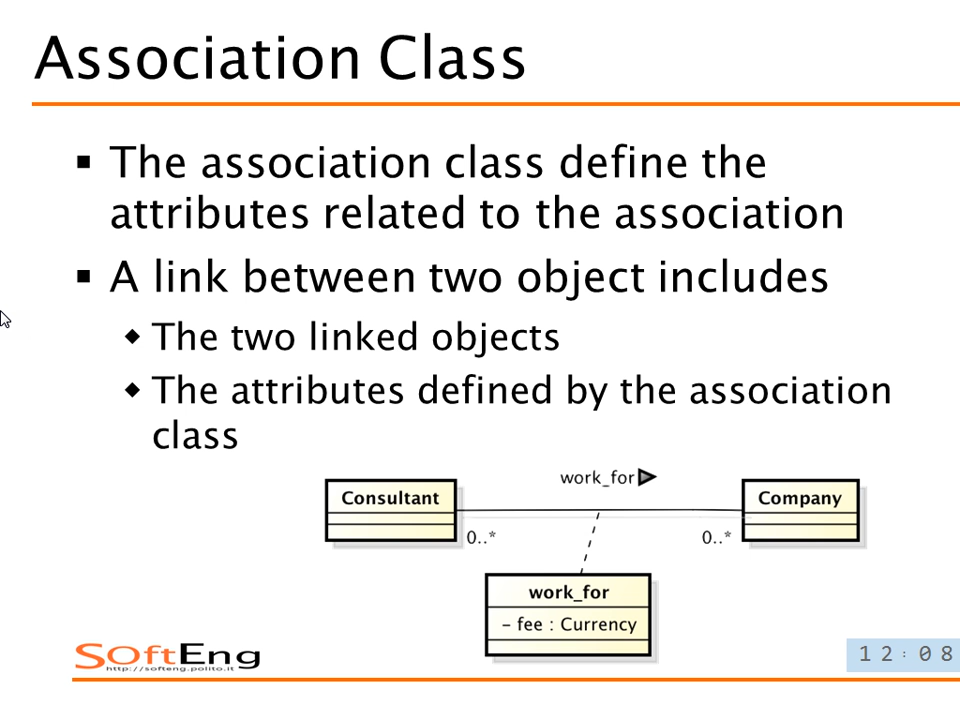 Association Class
▪ The association class define the
attributes related to the association
▪ A link between two object includes
◆ The two linked objects
◆ The attributes defined by the association
class
work_for
Consultant
Company
0..*
0..*
work_for
- fee : Currency
SOftEng
http://softeng.polito.it
12:08